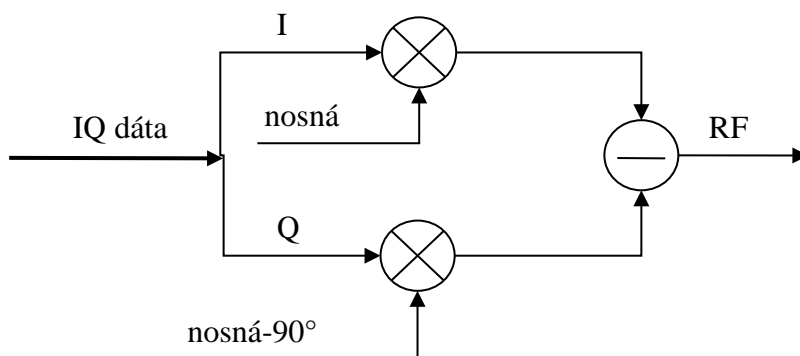 I
nosná
IQ dáta
RF
Q
nosná-90°